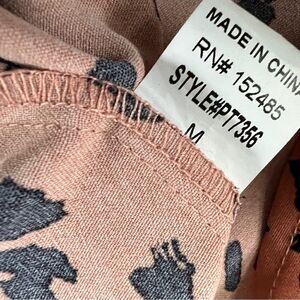 MADE IN CHINA
RN# 152485
STYLE#PT7356
M